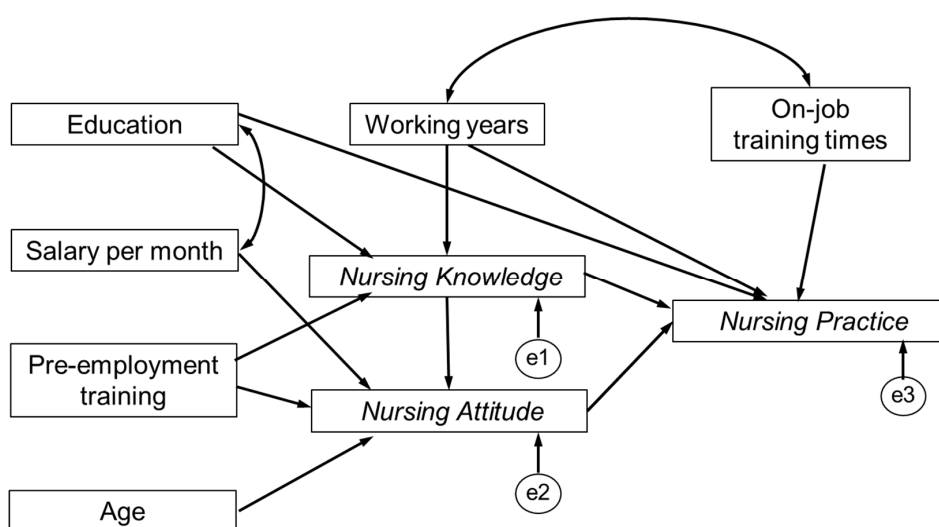 Education
Working years
On-job
training times
Salary per month
Nursing Knowledge
Nursing Practice
e1
Pre-employment
training
Nursing Attitude
e3
e2
Age